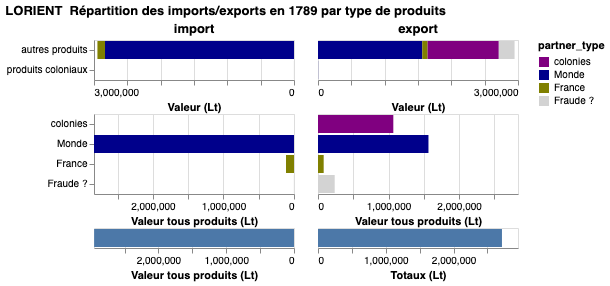 LORIENT Répartition des imports/exports en 1789 par type de produits
import
export
autres produits
produits coloniaux
3,000,000
0
0
3,000,000
Valeur (Lt)
Valeur (Lt)
partner_type
colonies
Monde
France
Fraude ?
colonies
Monde
France
Fraude ?
2,000,000
1,000,000
0
0
1,000,000
2,000,000
Valeur tous produits (Lt)
Valeur tous produits (Lt)
2,000,000
1,000,000
0
0
1,000,000
2,000,000
Valeur tous produits (Lt)
Totaux (Lt)